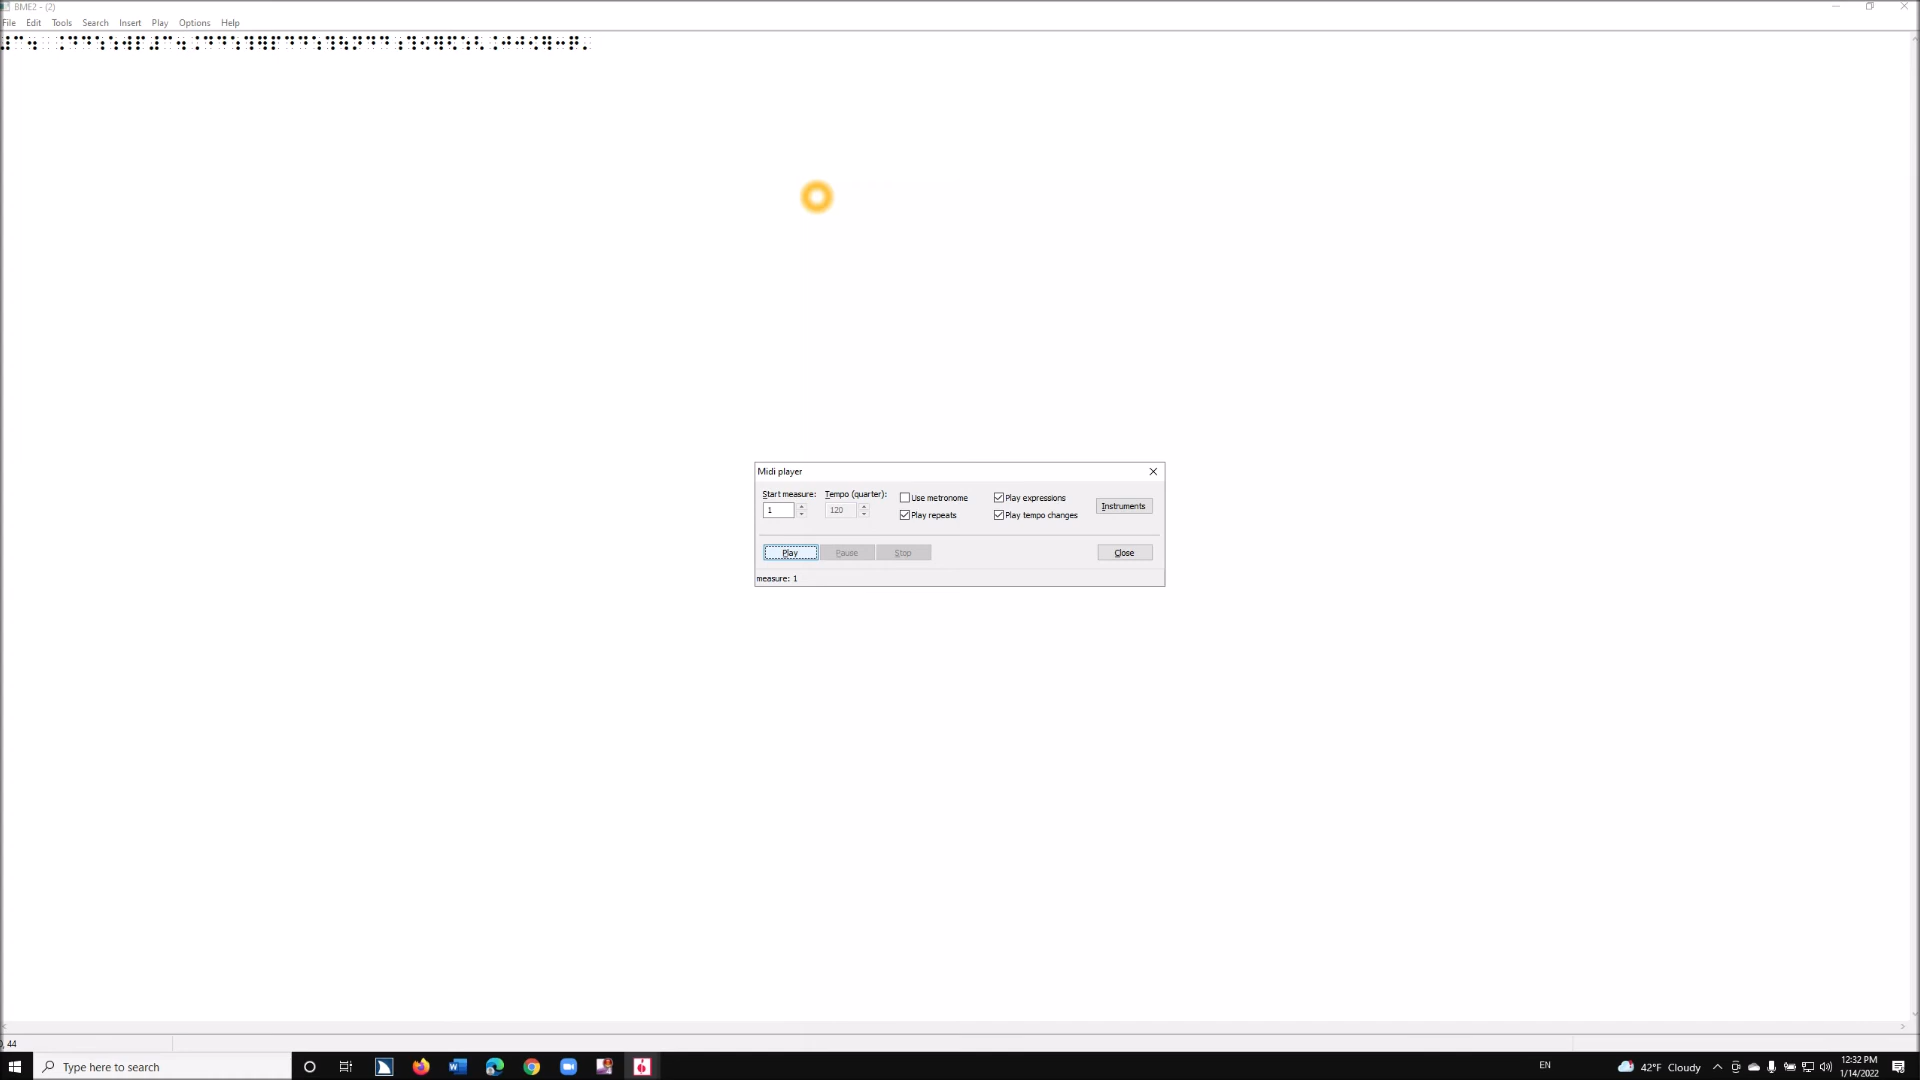 BME2 - (2)
File Edit Tools Search Insert Play Options Help
Midi player
Start measure: Tempo (quarter):
1 120
Use metronome
Play expressions
Play repeats
Play tempo changes
Instruments
Play Pause Stop Close
measure: 1
, 44
Type here to search
EN
42°F Cloudy
12:32 PM
1/14/2022